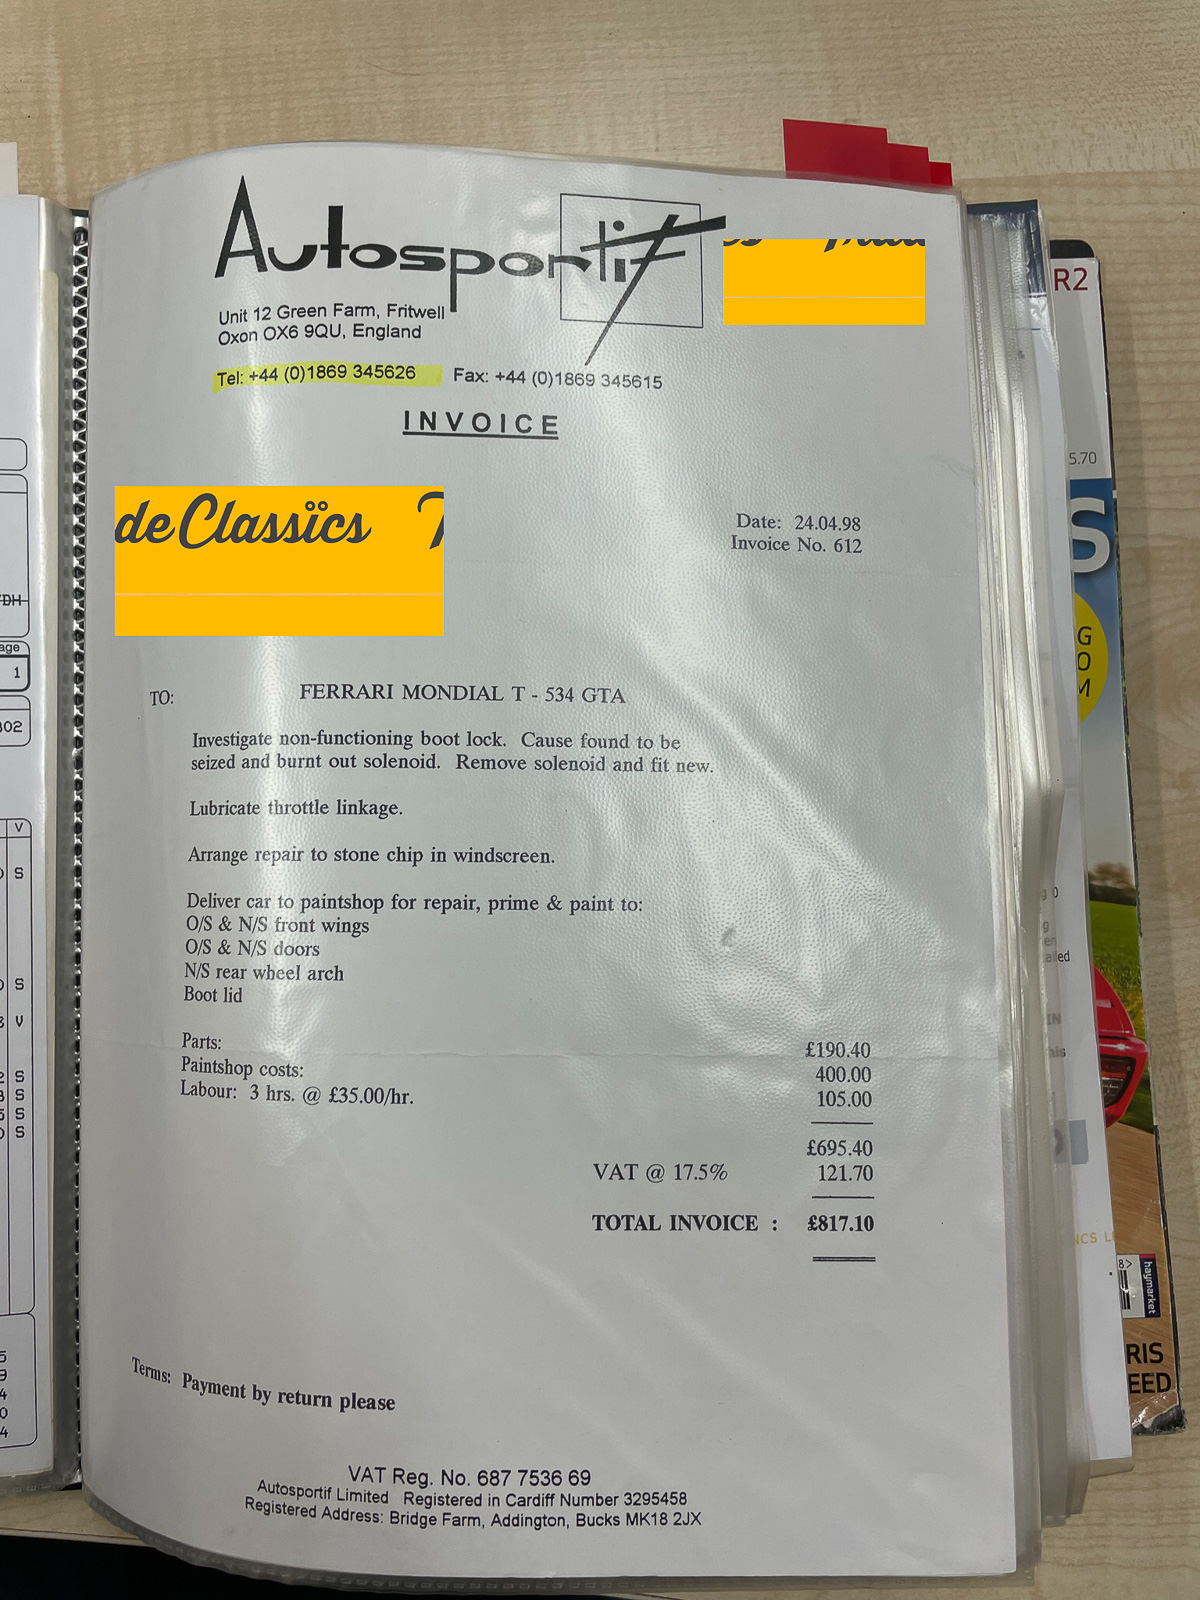 Autosportif
Unit 12 Green Farm, Fritwell
Oxon OX6 9QU, England
Tel: +44 (0)1869 345626 Fax: +44 (0)1869 345615
INVOICE
de Classics
Date: 24.04.98
Invoice No. 612
TO: FERRARI MONDIAL T - 534 GTA
Investigate non-functioning boot lock. Cause found to be
seized and burnt out solenoid. Remove solenoid and fit new.
Lubricate throttle linkage.
Arrange repair to stone chip in windscreen.
Deliver car to paintshop for repair, prime & paint to:
O/S & N/S front wings
O/S & N/S doors
N/S rear wheel arch
Boot lid
Parts: £190.40
Paintshop costs: 400.00
Labour: 3 hrs. @ £35.00/hr. 105.00
£695.40
VAT @ 17.5% 121.70
TOTAL INVOICE : £817.10
Terms: Payment by return please
VAT Reg. No. 687 7536 69
Autosportif Limited Registered in Cardiff Number 3295458
Registered Address: Bridge Farm, Addington, Bucks MK18 2JX
R2
5.70
S
G
O
M
haymarket
RIS
EED
age
1
V
S
S
V
S
S
S
S